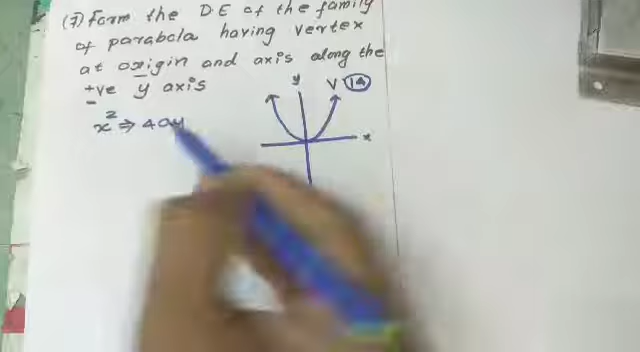 (7) Form the D.E of the family
of parabola having vertex
at origin and axis along the
+ve y axis
y
V (14)
x² => 4ay
x